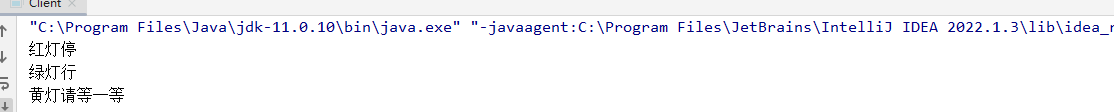 Client
"C:\Program Files\Java\jdk-11.0.10\bin\java.exe" "-javaagent:C:\Program Files\JetBrains\IntelliJ IDEA 2022.1.3\lib\idea_r
红灯停
绿灯行
黄灯请等一等